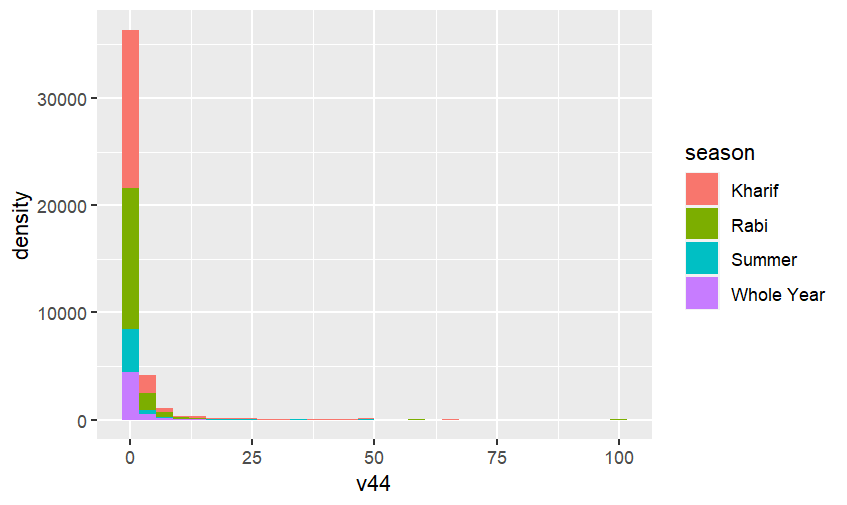 30000
20000
10000
0
density
0
25
50
75
100
v44
season
Kharif
Rabi
Summer
Whole Year